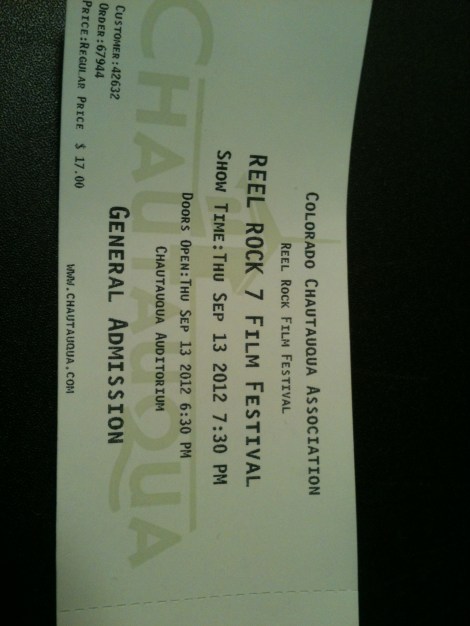 Colorado Chautauqua Association
Reel Rock Film Festival
REEL ROCK 7 FILM FESTIVAL
Show Time:Thu Sep 13 2012 7:30 PM
Doors Open:Thu Sep 13 2012 6:30 PM
Chautauqua Auditorium
General Admission
Customer:42632
Order:67944
Price:Regular Price $ 17.00
www.chautauqua.com
CHAUTAUQUA